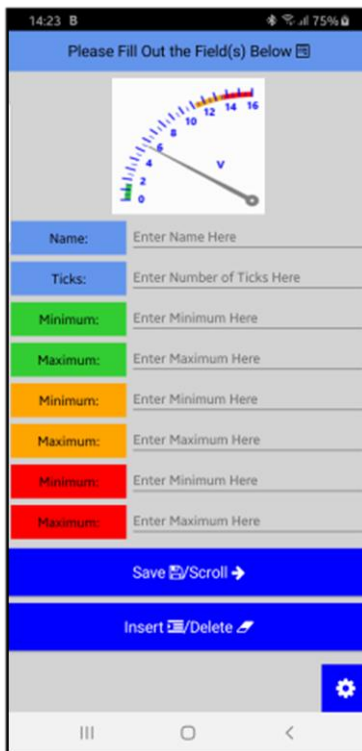 14:23 B 75%
Please Fill Out the Field(s) Below
0 2 4 6 8 10 12 14 16
V
Name: Enter Name Here
Ticks: Enter Number of Ticks Here
Minimum: Enter Minimum Here
Maximum: Enter Maximum Here
Minimum: Enter Minimum Here
Maximum: Enter Maximum Here
Minimum: Enter Minimum Here
Maximum: Enter Maximum Here
Save /Scroll →
Insert /Delete